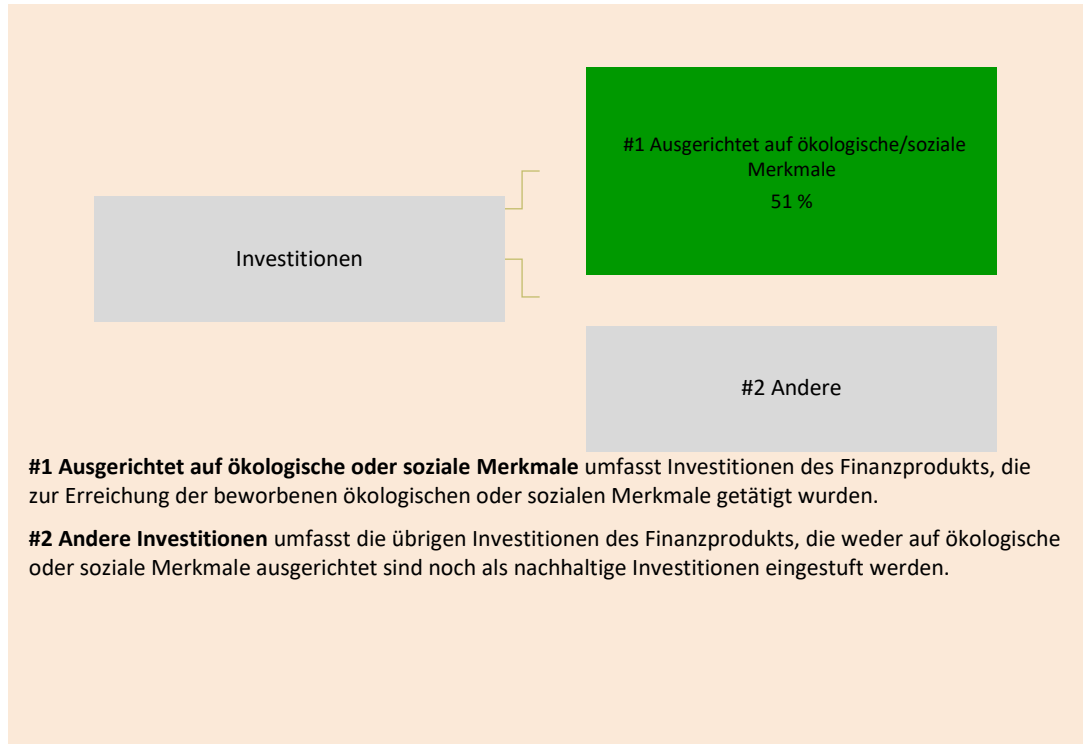 #1 Ausgerichtet auf ökologische/soziale
Merkmale
51 %
Investitionen
#2 Andere
#1 Ausgerichtet auf ökologische oder soziale Merkmale umfasst Investitionen des Finanzprodukts, die
zur Erreichung der beworbenen ökologischen oder sozialen Merkmale getätigt wurden.
#2 Andere Investitionen umfasst die übrigen Investitionen des Finanzprodukts, die weder auf ökologische
oder soziale Merkmale ausgerichtet sind noch als nachhaltige Investitionen eingestuft werden.